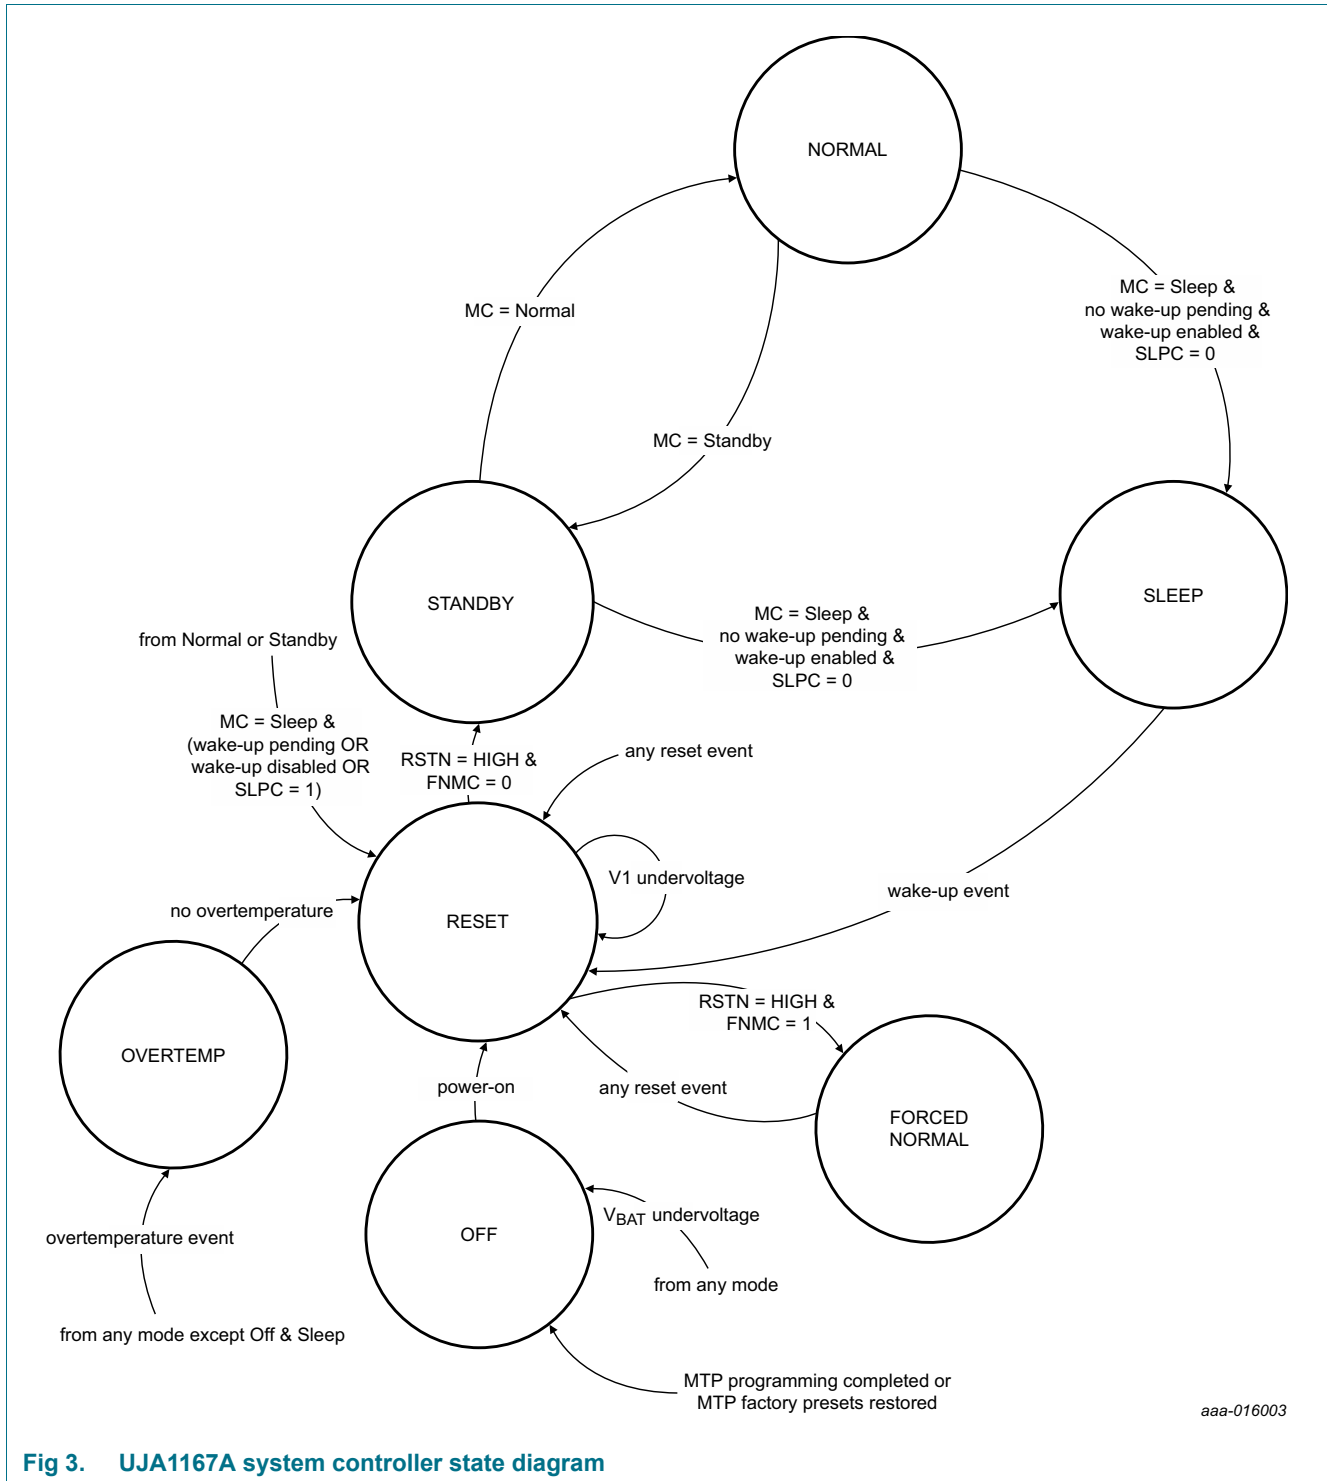 NORMAL
MC = Normal
MC = Sleep &
no wake-up pending &
wake-up enabled &
SLPC = 0
MC = Standby
STANDBY
SLEEP
MC = Sleep &
no wake-up pending &
wake-up enabled &
SLPC = 0
from Normal or Standby
MC = Sleep &
(wake-up pending OR
wake-up disabled OR
SLPC = 1)
RSTN = HIGH &
FNMC = 0
any reset event
V1 undervoltage
wake-up event
no overtemperature
RESET
RSTN = HIGH &
FNMC = 1
OVERTEMP
power-on
any reset event
FORCED
NORMAL
overtemperature event
OFF
VBAT undervoltage
from any mode
from any mode except Off & Sleep
MTP programming completed or
MTP factory presets restored
aaa-016003
Fig 3. UJA1167A system controller state diagram